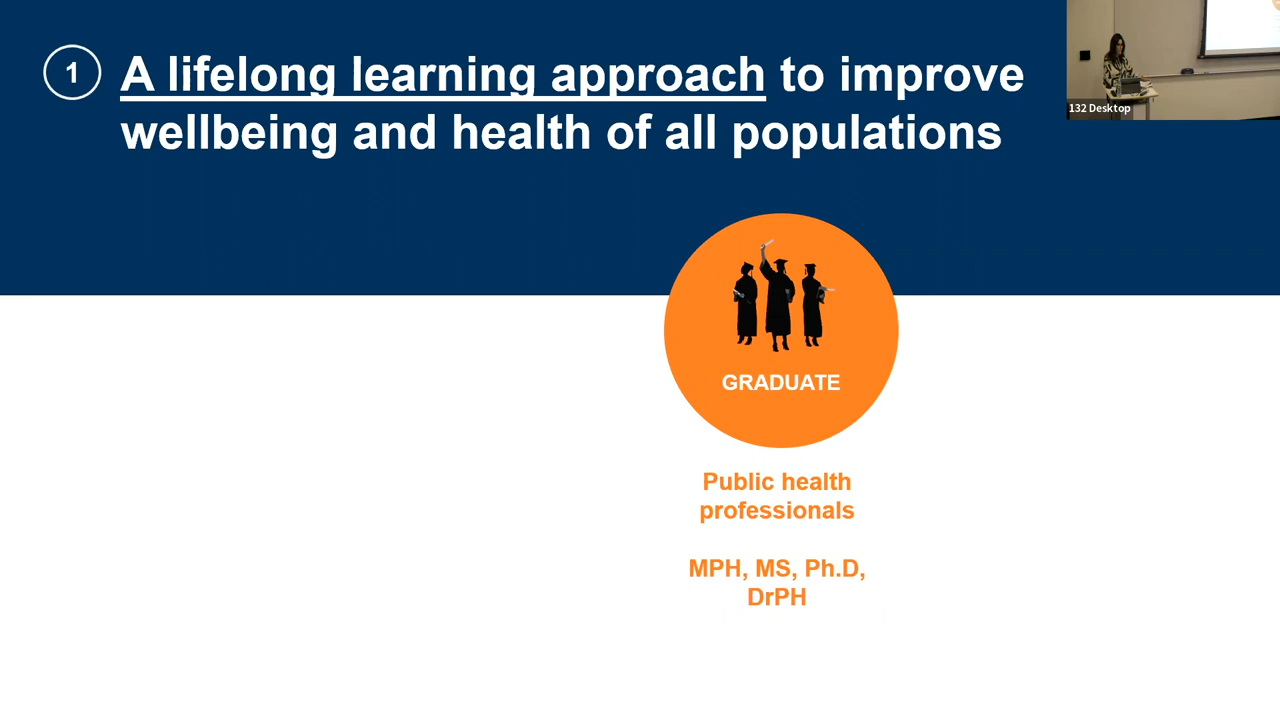 1
A lifelong learning approach to improve
wellbeing and health of all populations
132 Desktop
GRADUATE
Public health
professionals
MPH, MS, Ph.D,
DrPH